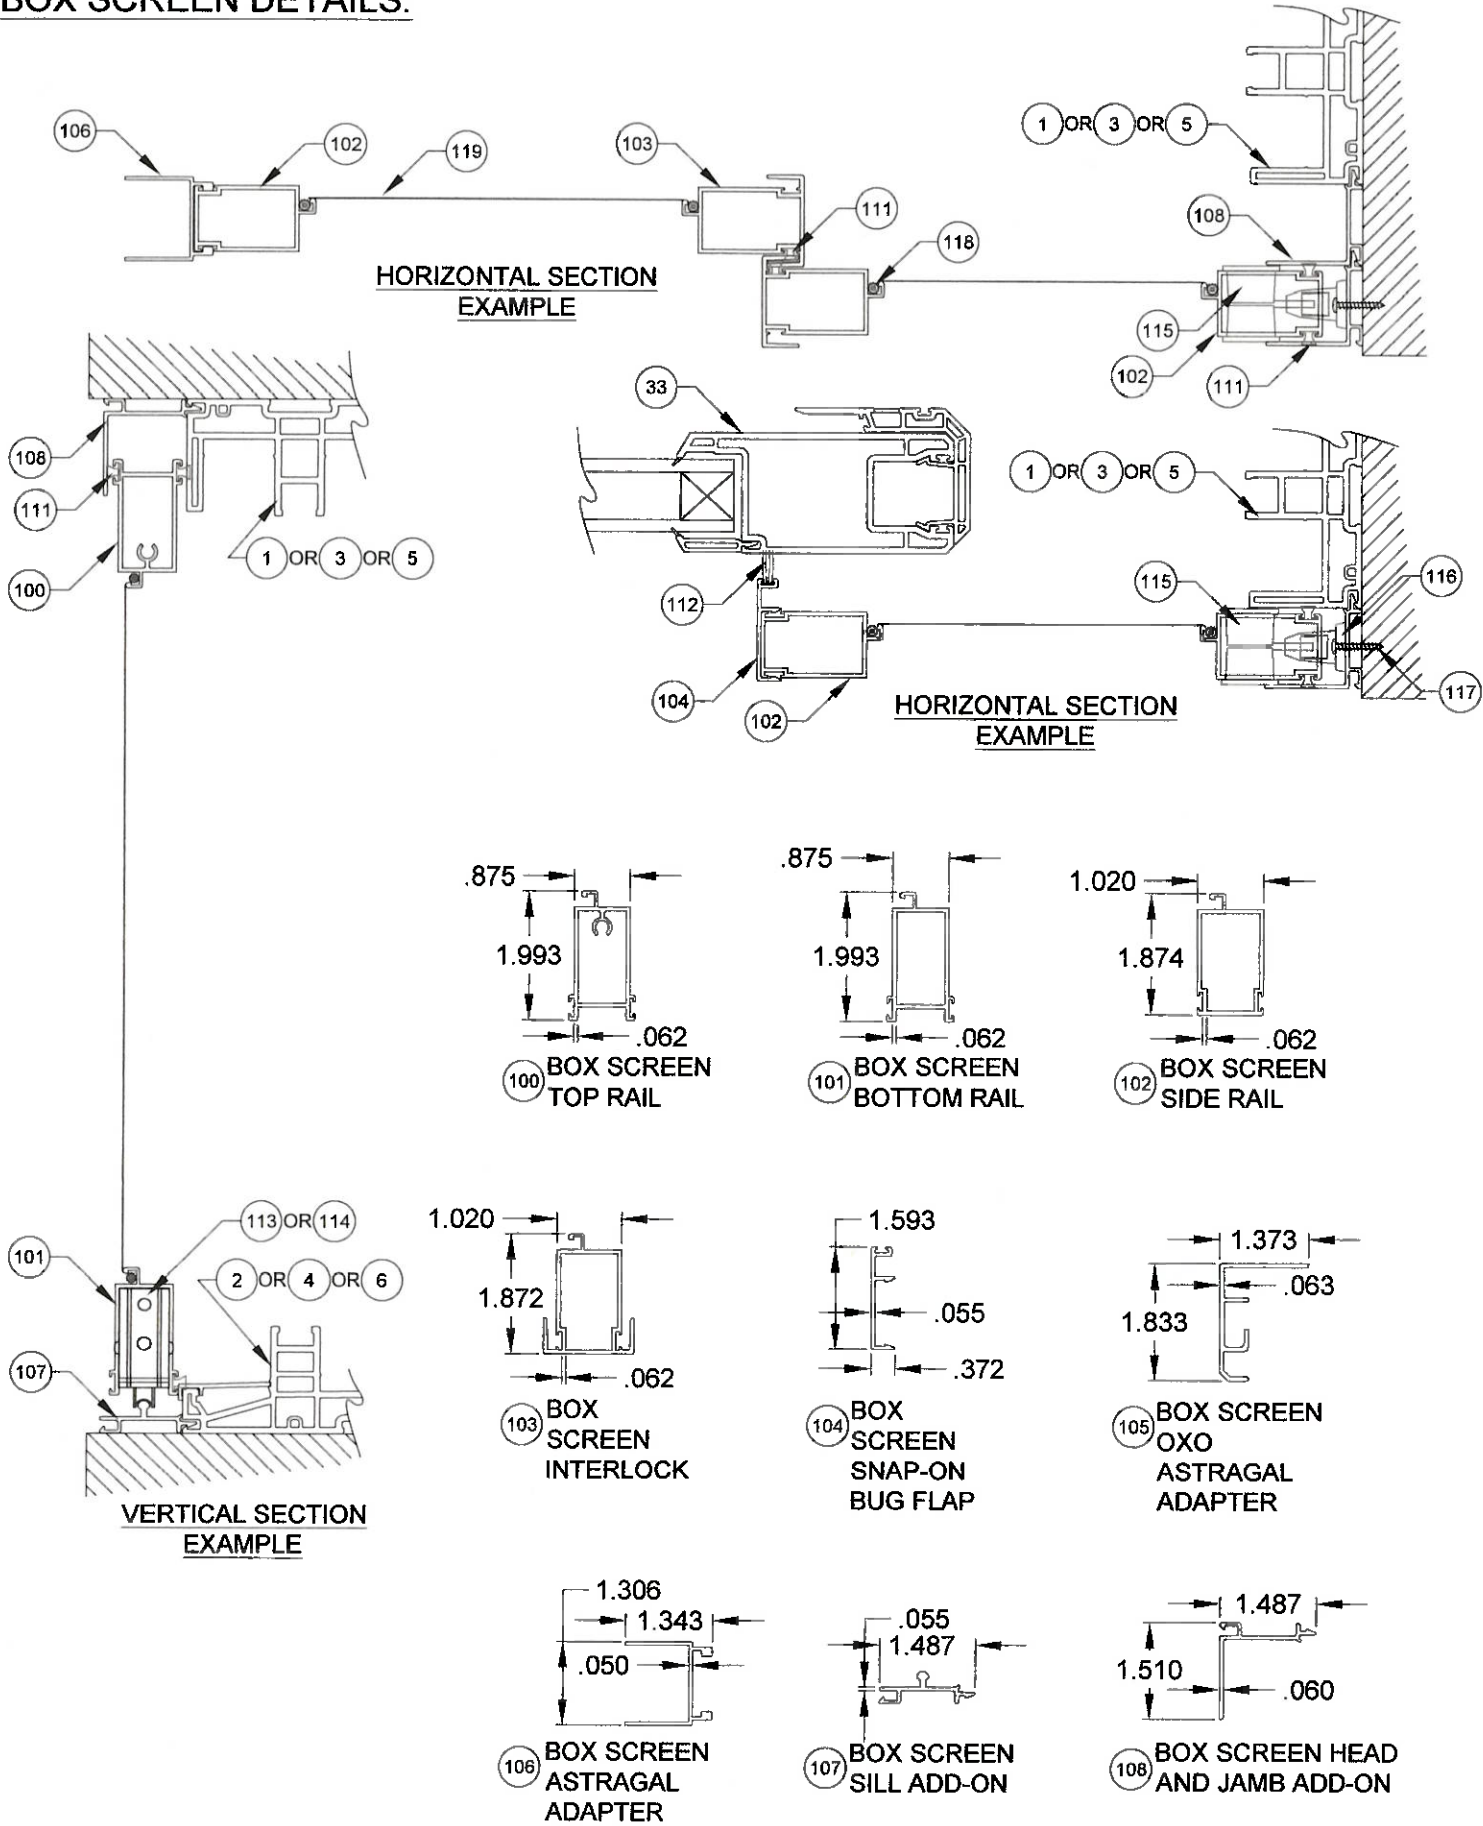 BOX SCREEN DETAILS:
106
102
119
103
111
118
1 OR 3 OR 5
108
115
102
111
HORIZONTAL SECTION
EXAMPLE
108
111
100
1 OR 3 OR 5
33
112
104
102
1 OR 3 OR 5
115
116
117
HORIZONTAL SECTION
EXAMPLE
113 OR 114
101
2 OR 4 OR 6
107
VERTICAL SECTION
EXAMPLE
.875
1.993
.062
100 BOX SCREEN
TOP RAIL
.875
1.993
.062
101 BOX SCREEN
BOTTOM RAIL
1.020
1.874
.062
102 BOX SCREEN
SIDE RAIL
1.020
1.872
.062
103 BOX
SCREEN
INTERLOCK
1.593
.055
.372
104 BOX
SCREEN
SNAP-ON
BUG FLAP
1.373
.063
1.833
105 BOX SCREEN
OXO
ASTRAGAL
ADAPTER
1.306
1.343
.050
106 BOX SCREEN
ASTRAGAL
ADAPTER
.055
1.487
107 BOX SCREEN
SILL ADD-ON
1.487
1.510
.060
108 BOX SCREEN HEAD
AND JAMB ADD-ON